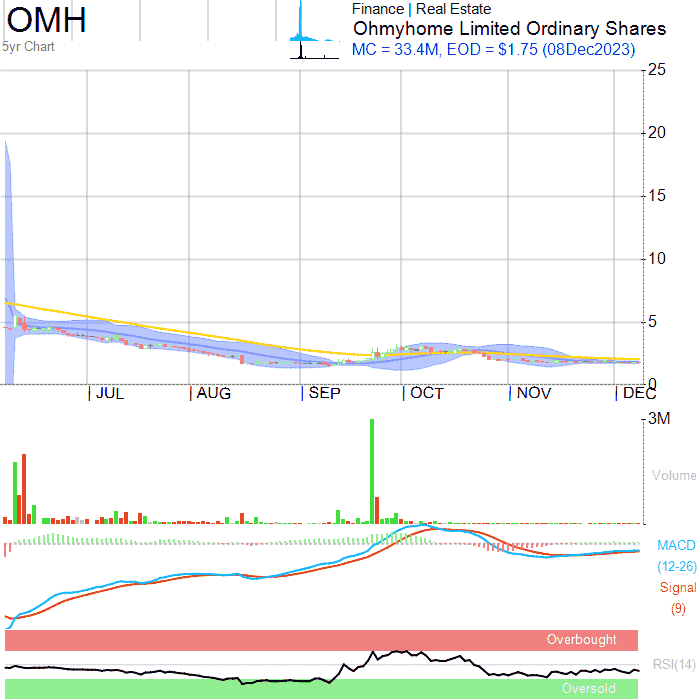 OMH
5yr Chart
Finance | Real Estate
Ohmyhome Limited Ordinary Shares
MC = 33.4M, EOD = $1.75 (08Dec2023)
25
20
15
10
5
0
JUL AUG SEP OCT NOV DEC
3M
Volume
MACD
(12-26)
Signal
(9)
Overbought
RSI(14)
Oversold